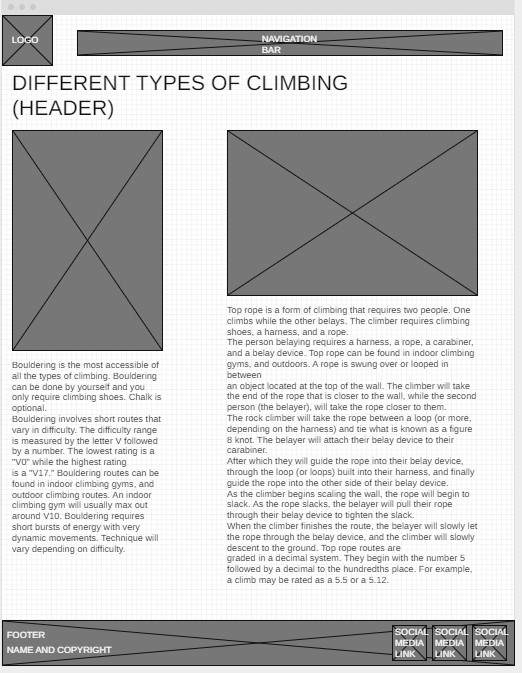 LOGO
NAVIGATION
BAR
DIFFERENT TYPES OF CLIMBING
(HEADER)
Bouldering is the most accessible of
all the types of climbing. Bouldering
can be done by yourself and you
only require climbing shoes. Chalk is
optional.
Bouldering involves short routes that
vary in difficulty. The difficulty range
is measured by the letter V followed
by a number. The lowest rating is a
"V0" while the highest rating
is a "V17." Bouldering routes can be
found in indoor climbing gyms, and
outdoor climbing routes. An indoor
climbing gym will usually max out
around V10. Bouldering requires
short bursts of energy with very
dynamic movements. Technique will
vary depending on difficulty.
Top rope is a form of climbing that requires two people. One
climbs while the other belays. The climber requires climbing
shoes, a harness, and a rope.
The person belaying requires a harness, a rope, a carabiner,
and a belay device. Top rope can be found in indoor climbing
gyms, and outdoors. A rope is swung over or looped in
between
an object located at the top of the wall. The climber will take
the end of the rope that is closer to the wall, while the second
person (the belayer), will take the rope closer to them.
The rock climber will take the rope between a loop (or more,
depending on the harness) and tie what is known as a figure
8 knot. The belayer will attach their belay device to their
carabiner.
After which they will guide the rope into their belay device,
through the loop (or loops) built into their harness, and finally
guide the rope into the other side of their belay device.
As the climber begins scaling the wall, the rope will begin to
slack. As the rope slacks, the belayer will pull their rope
through their belay device to tighten the slack.
When the climber finishes the route, the belayer will slowly let
the rope through the belay device, and the climber will slowly
descent to the ground. Top rope routes are
graded in a decimal system. They begin with the number 5
followed by a decimal to the hundredths place. For example,
a climb may be rated as a 5.5 or a 5.12.
FOOTER
NAME AND COPYRIGHT
SOCIAL
MEDIA
LINK
SOCIAL
MEDIA
LINK
SOCIAL
MEDIA
LINK